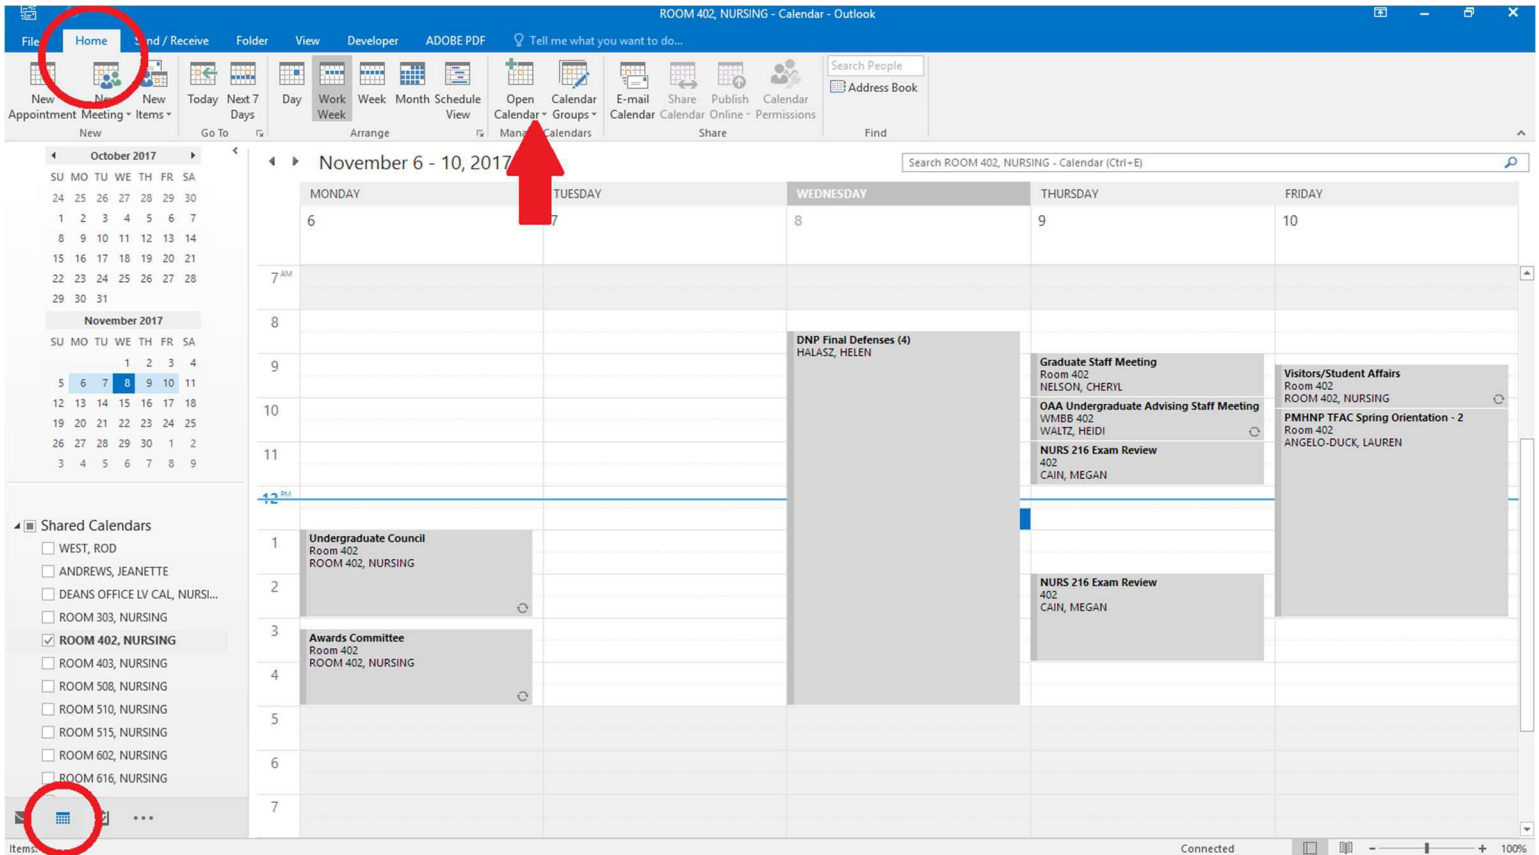 ROOM 402, NURSING - Calendar - Outlook
File Home Send / Receive Folder View Developer ADOBE PDF Tell me what you want to do...
New Appointment
New Meeting
New Items
New
Today
Next 7 Days
Go To
Day
Work Week
Week
Month
Schedule View
Arrange
Open Calendar
Calendar Groups
Manage Calendars
E-mail Calendar
Share Calendar
Publish Online
Calendar Permissions
Share
Search People
Address Book
Find
October 2017
SU MO TU WE TH FR SA
24 25 26 27 28 29 30
1 2 3 4 5 6 7
8 9 10 11 12 13 14
15 16 17 18 19 20 21
22 23 24 25 26 27 28
29 30 31
November 2017
SU MO TU WE TH FR SA
1 2 3 4
5 6 7 8 9 10 11
12 13 14 15 16 17 18
19 20 21 22 23 24 25
26 27 28 29 30 1 2
3 4 5 6 7 8 9
Shared Calendars
WEST, ROD
ANDREWS, JEANETTE
DEANS OFFICE LV CAL, NURSI...
ROOM 303, NURSING
ROOM 402, NURSING
ROOM 403, NURSING
ROOM 508, NURSING
ROOM 510, NURSING
ROOM 515, NURSING
ROOM 602, NURSING
ROOM 616, NURSING
November 6 - 10, 2017
Search ROOM 402, NURSING - Calendar (Ctrl+E)
MONDAY TUESDAY WEDNESDAY THURSDAY FRIDAY
6 7 8 9 10
7 AM
8
9
10
11
12 PM
1
2
3
4
5
6
7
Undergraduate Council
Room 402
ROOM 402, NURSING
Awards Committee
Room 402
ROOM 402, NURSING
DNP Final Defenses (4)
HALASZ, HELEN
Graduate Staff Meeting
Room 402
NELSON, CHERYL
OAA Undergraduate Advising Staff Meeting
WMBB 402
WALTZ, HEIDI
NURS 216 Exam Review
402
CAIN, MEGAN
NURS 216 Exam Review
402
CAIN, MEGAN
Visitors/Student Affairs
Room 402
ROOM 402, NURSING
PMHNP TFAC Spring Orientation - 2
Room 402
ANGELO-DUCK, LAUREN
Items:
Connected
100%